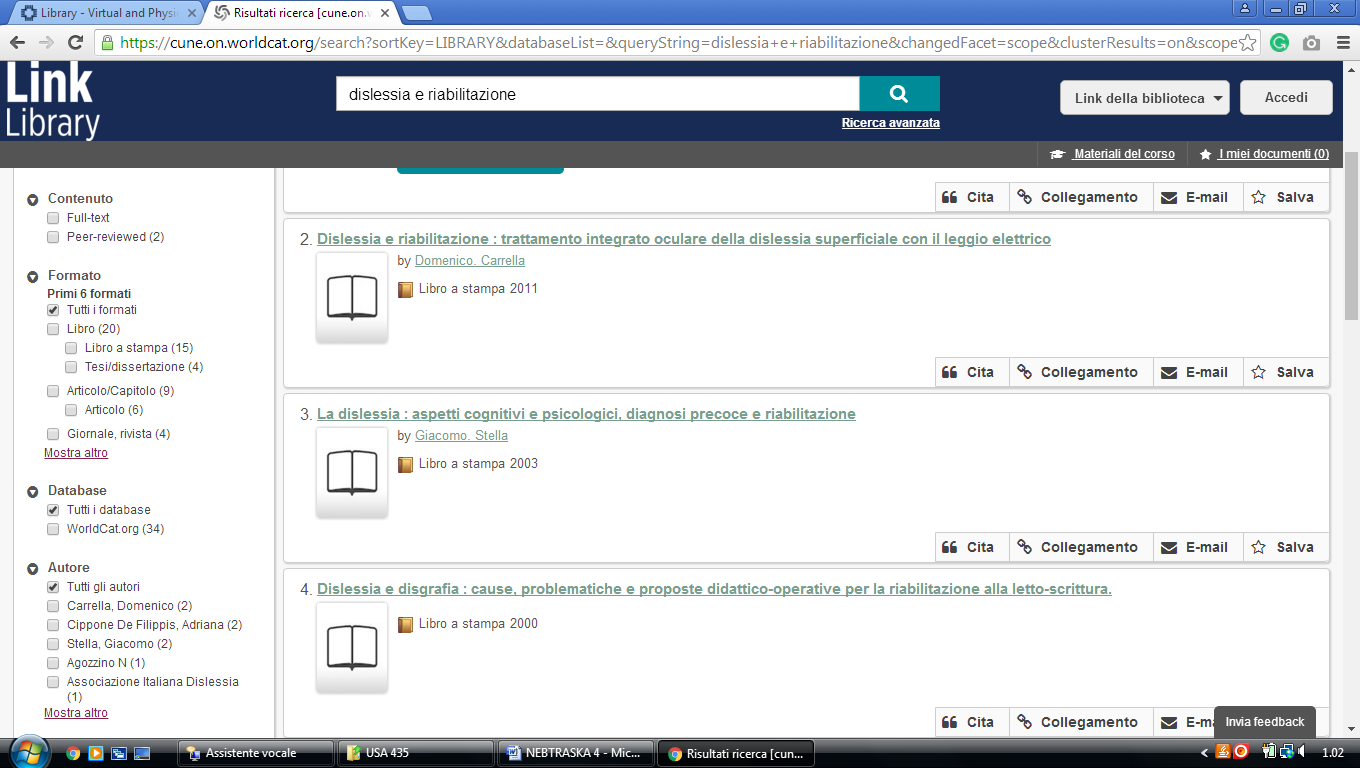 Library - Virtual and Physi
Risultati ricerca [cune.on.w
https://cune.on.worldcat.org/search?sortKey=LIBRARY&databaseList=&queryString=dislessia+e+riabilitazione&changedFacet=scope&clusterResults=on&scope
Link
Library
dislessia e riabilitazione
Ricerca avanzata
Link della biblioteca
Accedi
Materiali del corso
I miei documenti (0)
Contenuto
Full-text
Peer-reviewed (2)
Formato
Primi 6 formati
Tutti i formati
Libro (20)
Libro a stampa (15)
Tesi/dissertazione (4)
Articolo/Capitolo (9)
Articolo (6)
Giornale, rivista (4)
Mostra altro
Database
Tutti i database
WorldCat.org (34)
Autore
Tutti gli autori
Carrella, Domenico (2)
Cippone De Filippis, Adriana (2)
Stella, Giacomo (2)
Agozzino N (1)
Associazione Italiana Dislessia
(1)
Mostra altro
Cita Collegamento E-mail Salva
2. Dislessia e riabilitazione : trattamento integrato oculare della dislessia superficiale con il leggio elettrico
by Domenico. Carrella
Libro a stampa 2011
Cita Collegamento E-mail Salva
3. La dislessia : aspetti cognitivi e psicologici, diagnosi precoce e riabilitazione
by Giacomo. Stella
Libro a stampa 2003
Cita Collegamento E-mail Salva
4. Dislessia e disgrafia : cause, problematiche e proposte didattico-operative per la riabilitazione alla letto-scrittura.
Libro a stampa 2000
Cita Collegamento E-ma
Invia feedback
Assistente vocale
USA 435
NEBTRASKA 4 - Mic...
Risultati ricerca [cune...
1.02